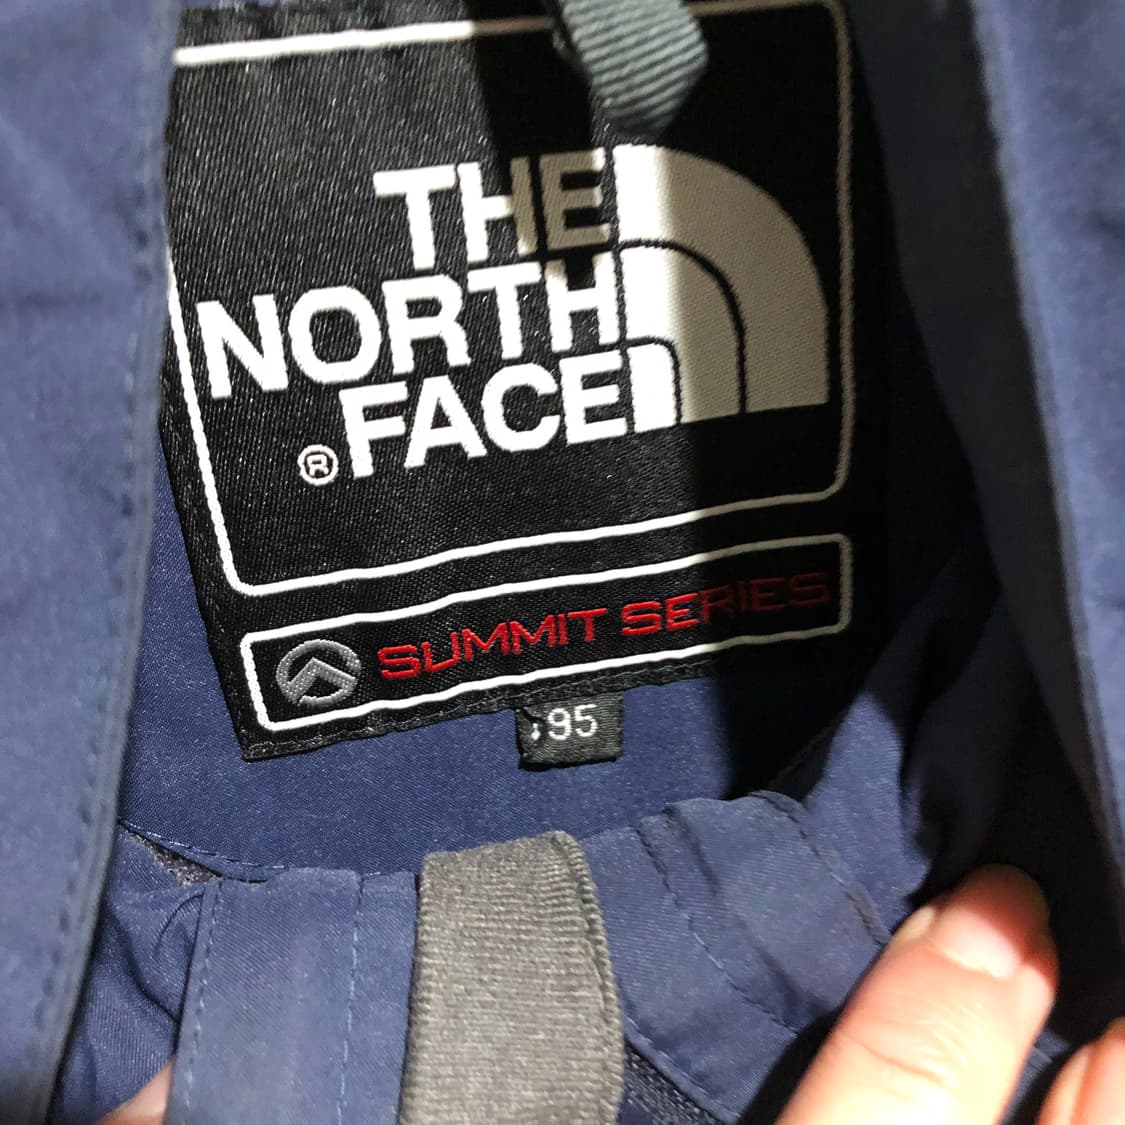 THE
NORTH
FACE
®
SUMMIT SERIES
95